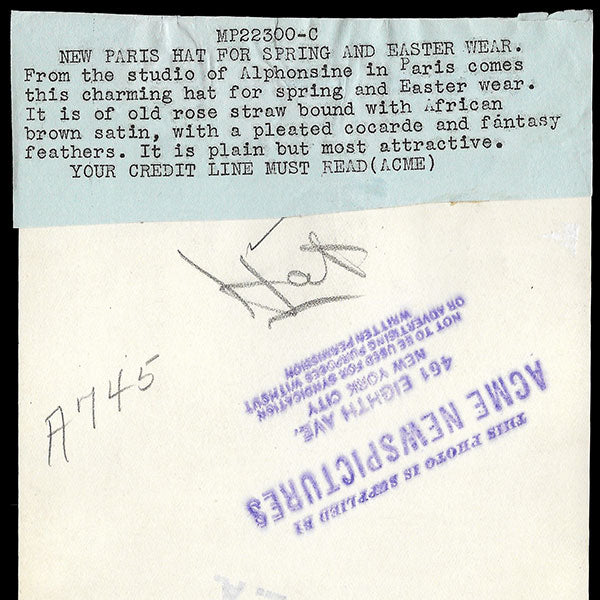 MP22300-C
NEW PARIS HAT FOR SPRING AND EASTER WEAR.
From the studio of Alphonsine in Paris comes
this charming hat for spring and Easter wear.
It is of old rose straw bound with African
brown satin, with a pleated cocarde and fantasy
feathers. It is plain but most attractive.
YOUR CREDIT LINE MUST READ(ACME)
Hat
A745
THIS PHOTO IS SUPPLIED BY
ACME NEWSPICTURES
461 EIGHTH AVE.
NEW YORK CITY
NOT TO BE USED FOR SYNDICATION
OR ADVERTISING PURPOSES WITHOUT
WRITTEN PERMISSION